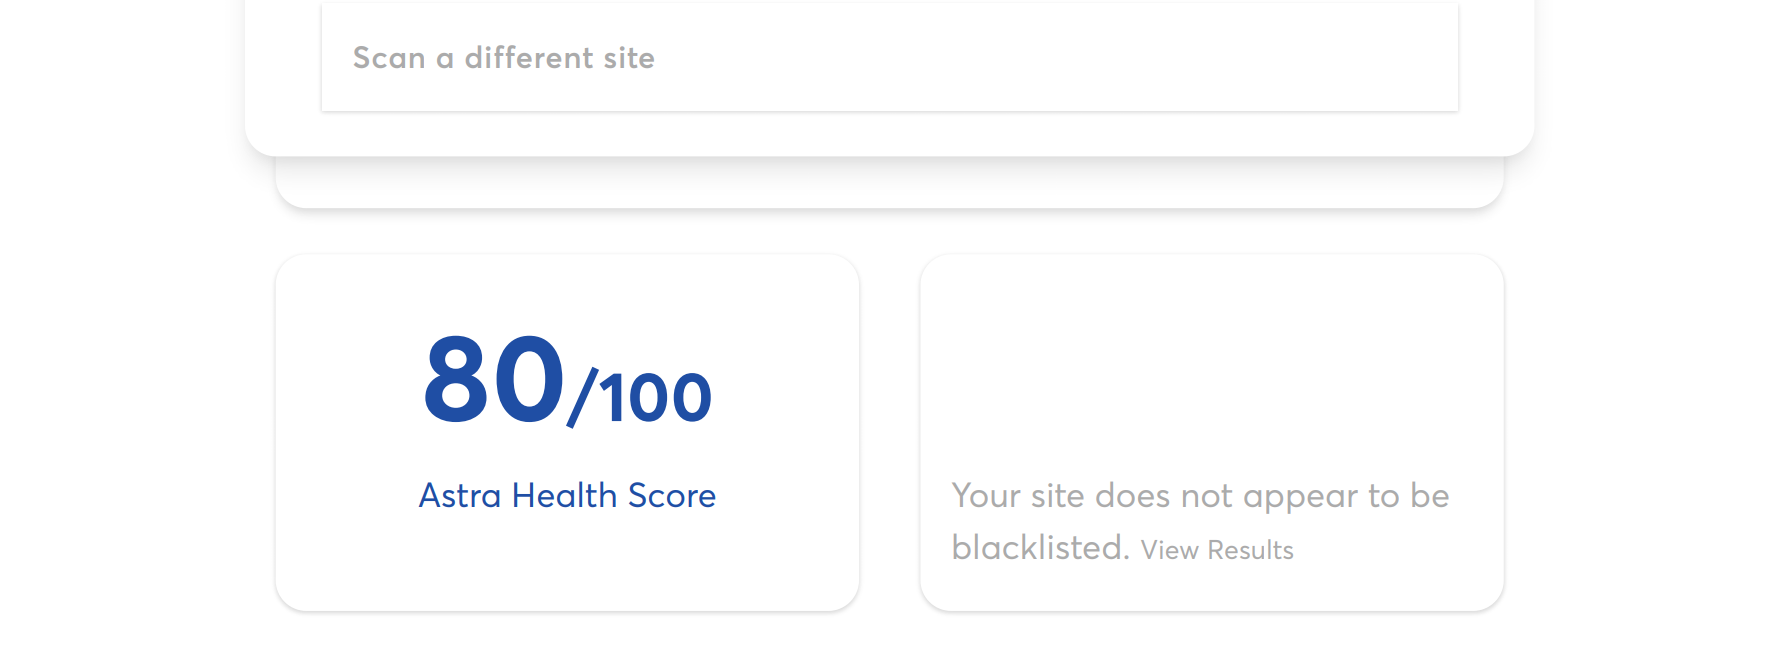 Scan a different site
80/100
Astra Health Score
Your site does not appear to be
blacklisted. View Results